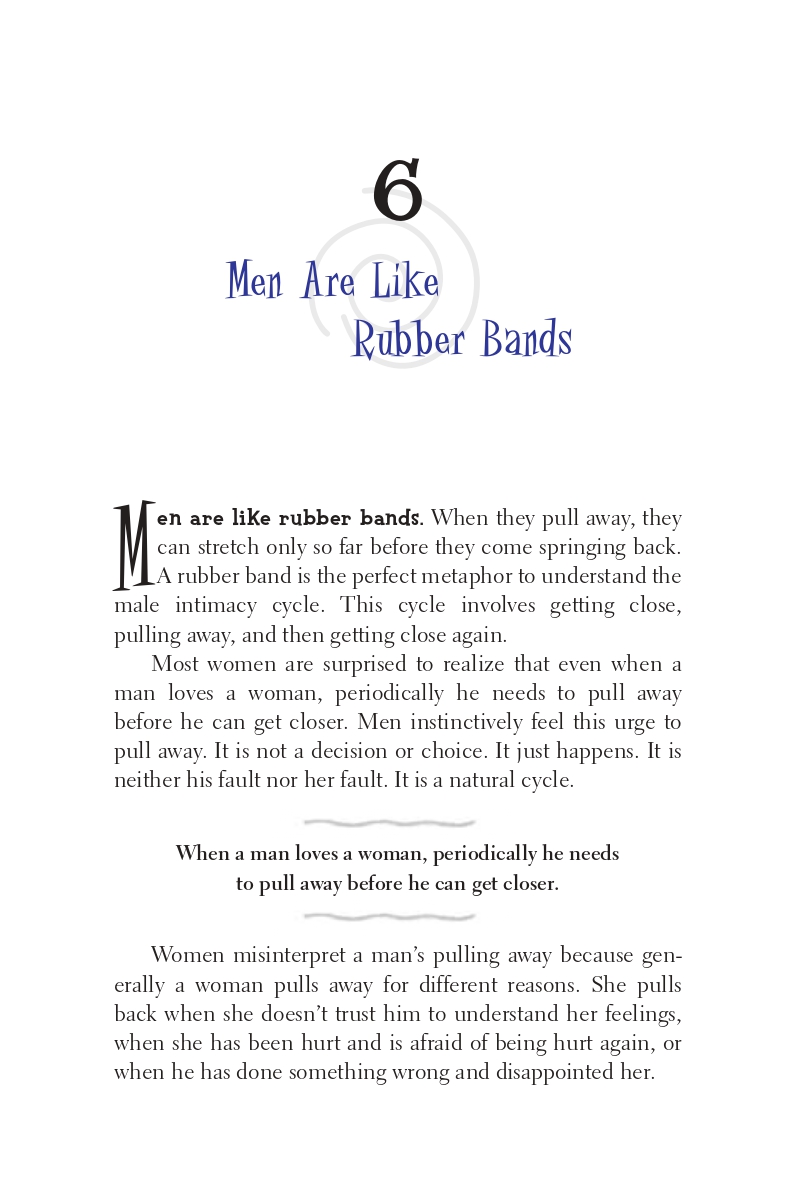 6
Men Are Like
Rubber Bands
Men are like rubber bands. When they pull away, they
can stretch only so far before they come springing back.
A rubber band is the perfect metaphor to understand the
male intimacy cycle. This cycle involves getting close,
pulling away, and then getting close again.
Most women are surprised to realize that even when a
man loves a woman, periodically he needs to pull away
before he can get closer. Men instinctively feel this urge to
pull away. It is not a decision or choice. It just happens. It is
neither his fault nor her fault. It is a natural cycle.
When a man loves a woman, periodically he needs
to pull away before he can get closer.
Women misinterpret a man’s pulling away because gen-
erally a woman pulls away for different reasons. She pulls
back when she doesn’t trust him to understand her feelings,
when she has been hurt and is afraid of being hurt again, or
when he has done something wrong and disappointed her.